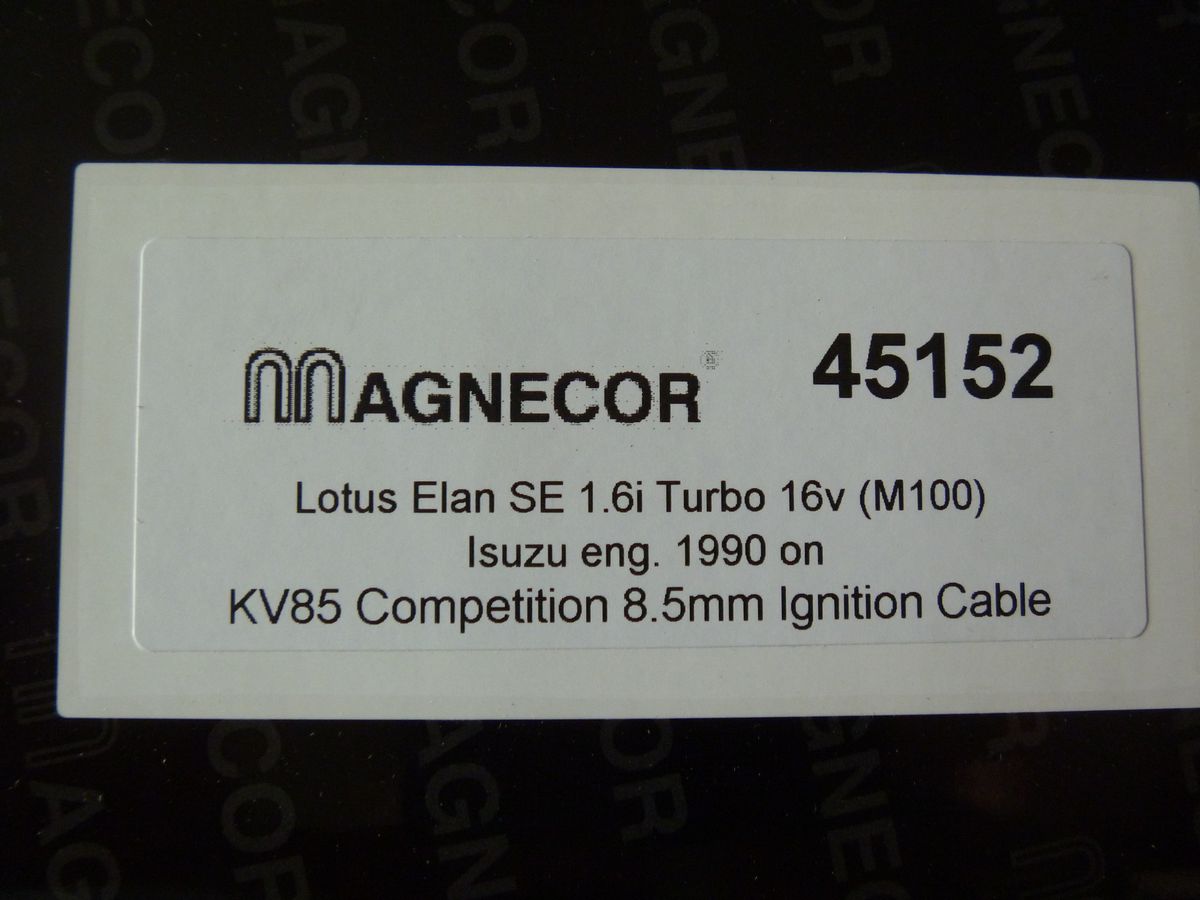 MAGNECOR® 45152
Lotus Elan SE 1.6i Turbo 16v (M100)
Isuzu eng. 1990 on
KV85 Competition 8.5mm Ignition Cable